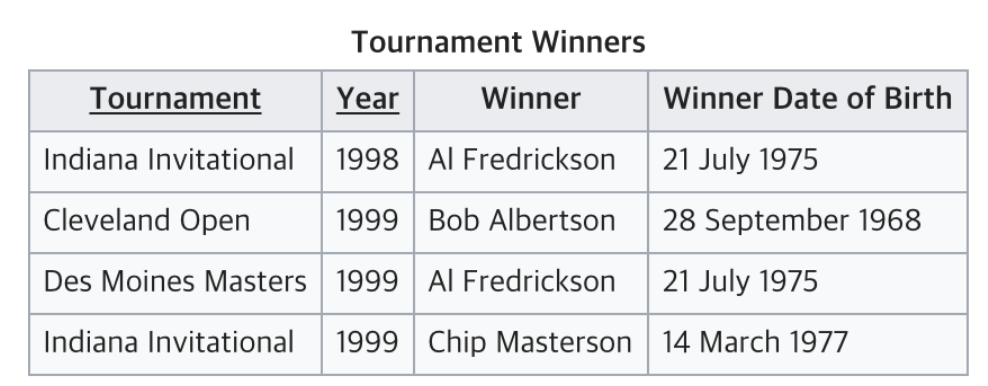 Tournament Winners
Tournament Year Winner Winner Date of Birth
Indiana Invitational 1998 Al Fredrickson 21 July 1975
Cleveland Open 1999 Bob Albertson 28 September 1968
Des Moines Masters 1999 Al Fredrickson 21 July 1975
Indiana Invitational 1999 Chip Masterson 14 March 1977